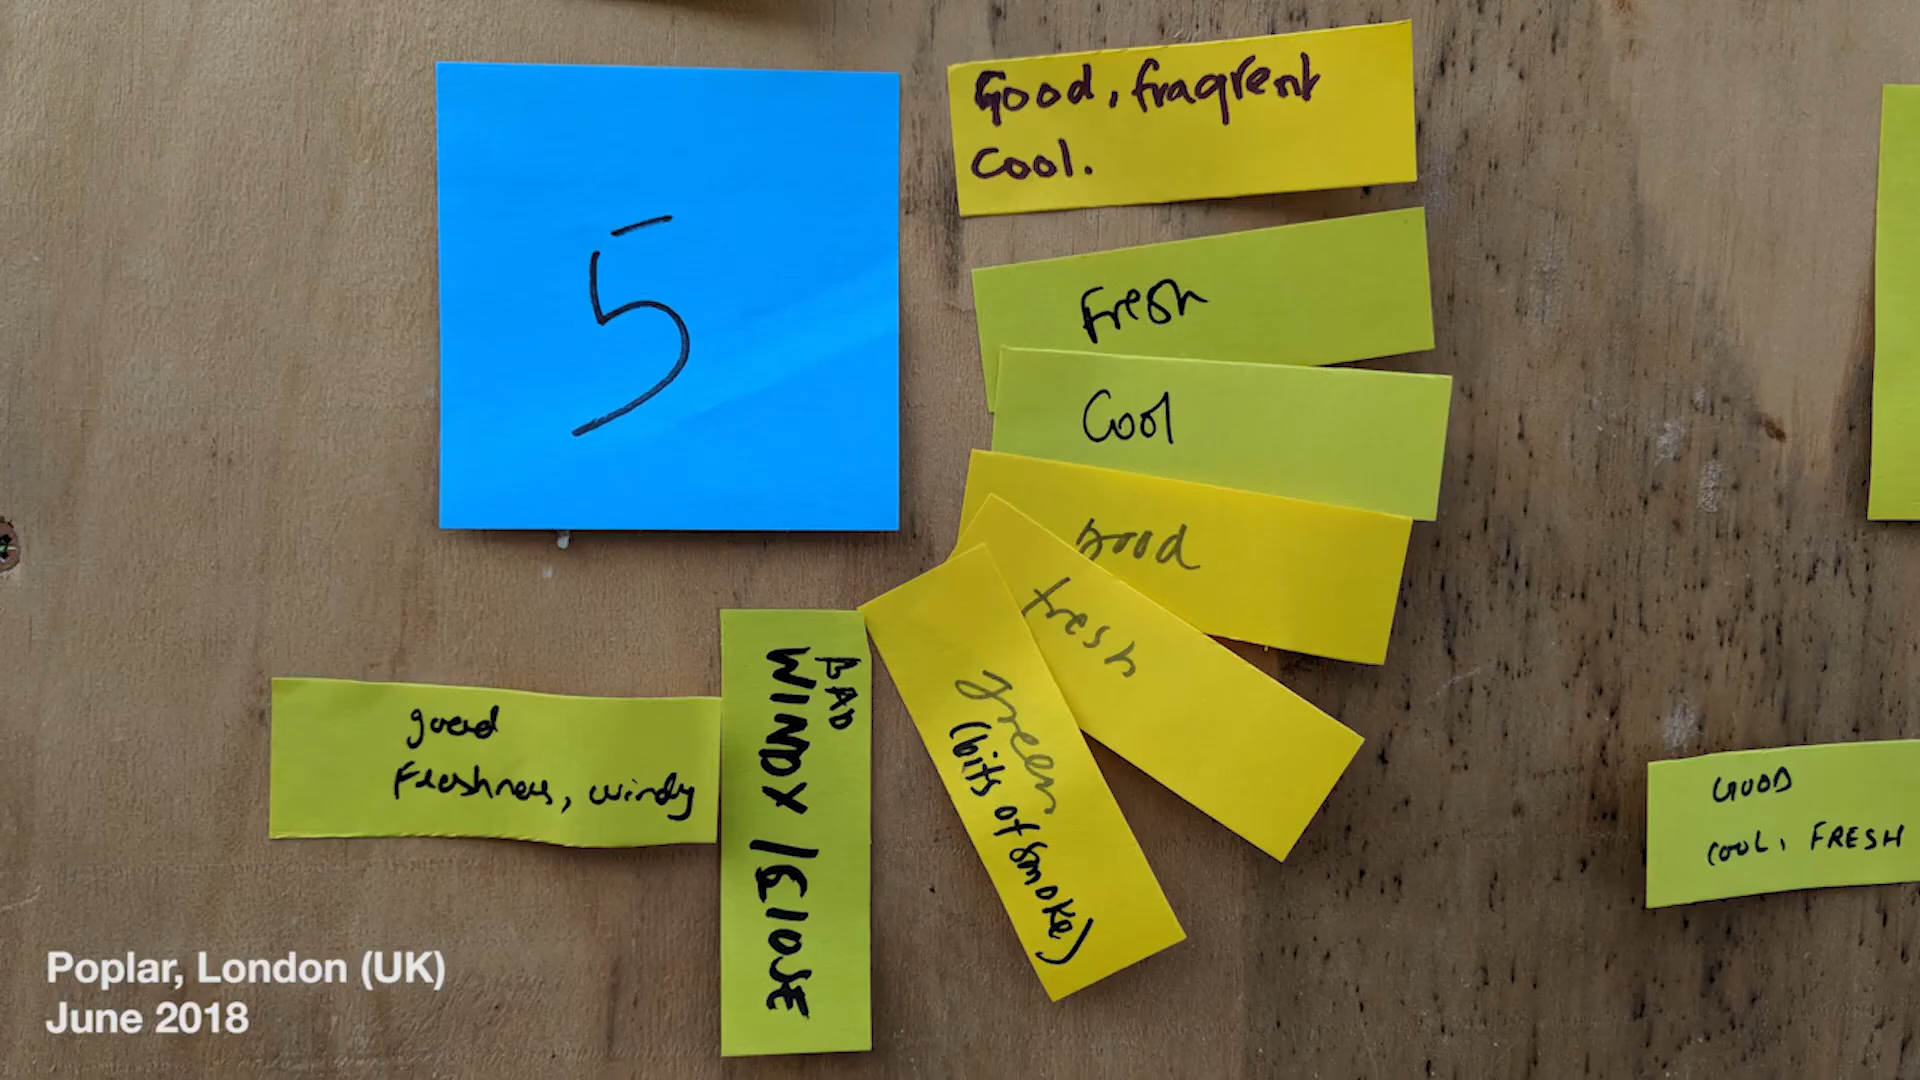 5
Good, fragrent
Cool.
Fresh
Cool
good
fresh
green
(bits of smoke)
BAD
WINDY / CLOSE
good
Freshness, windy
GOOD
COOL, FRESH
Poplar, London (UK)
June 2018